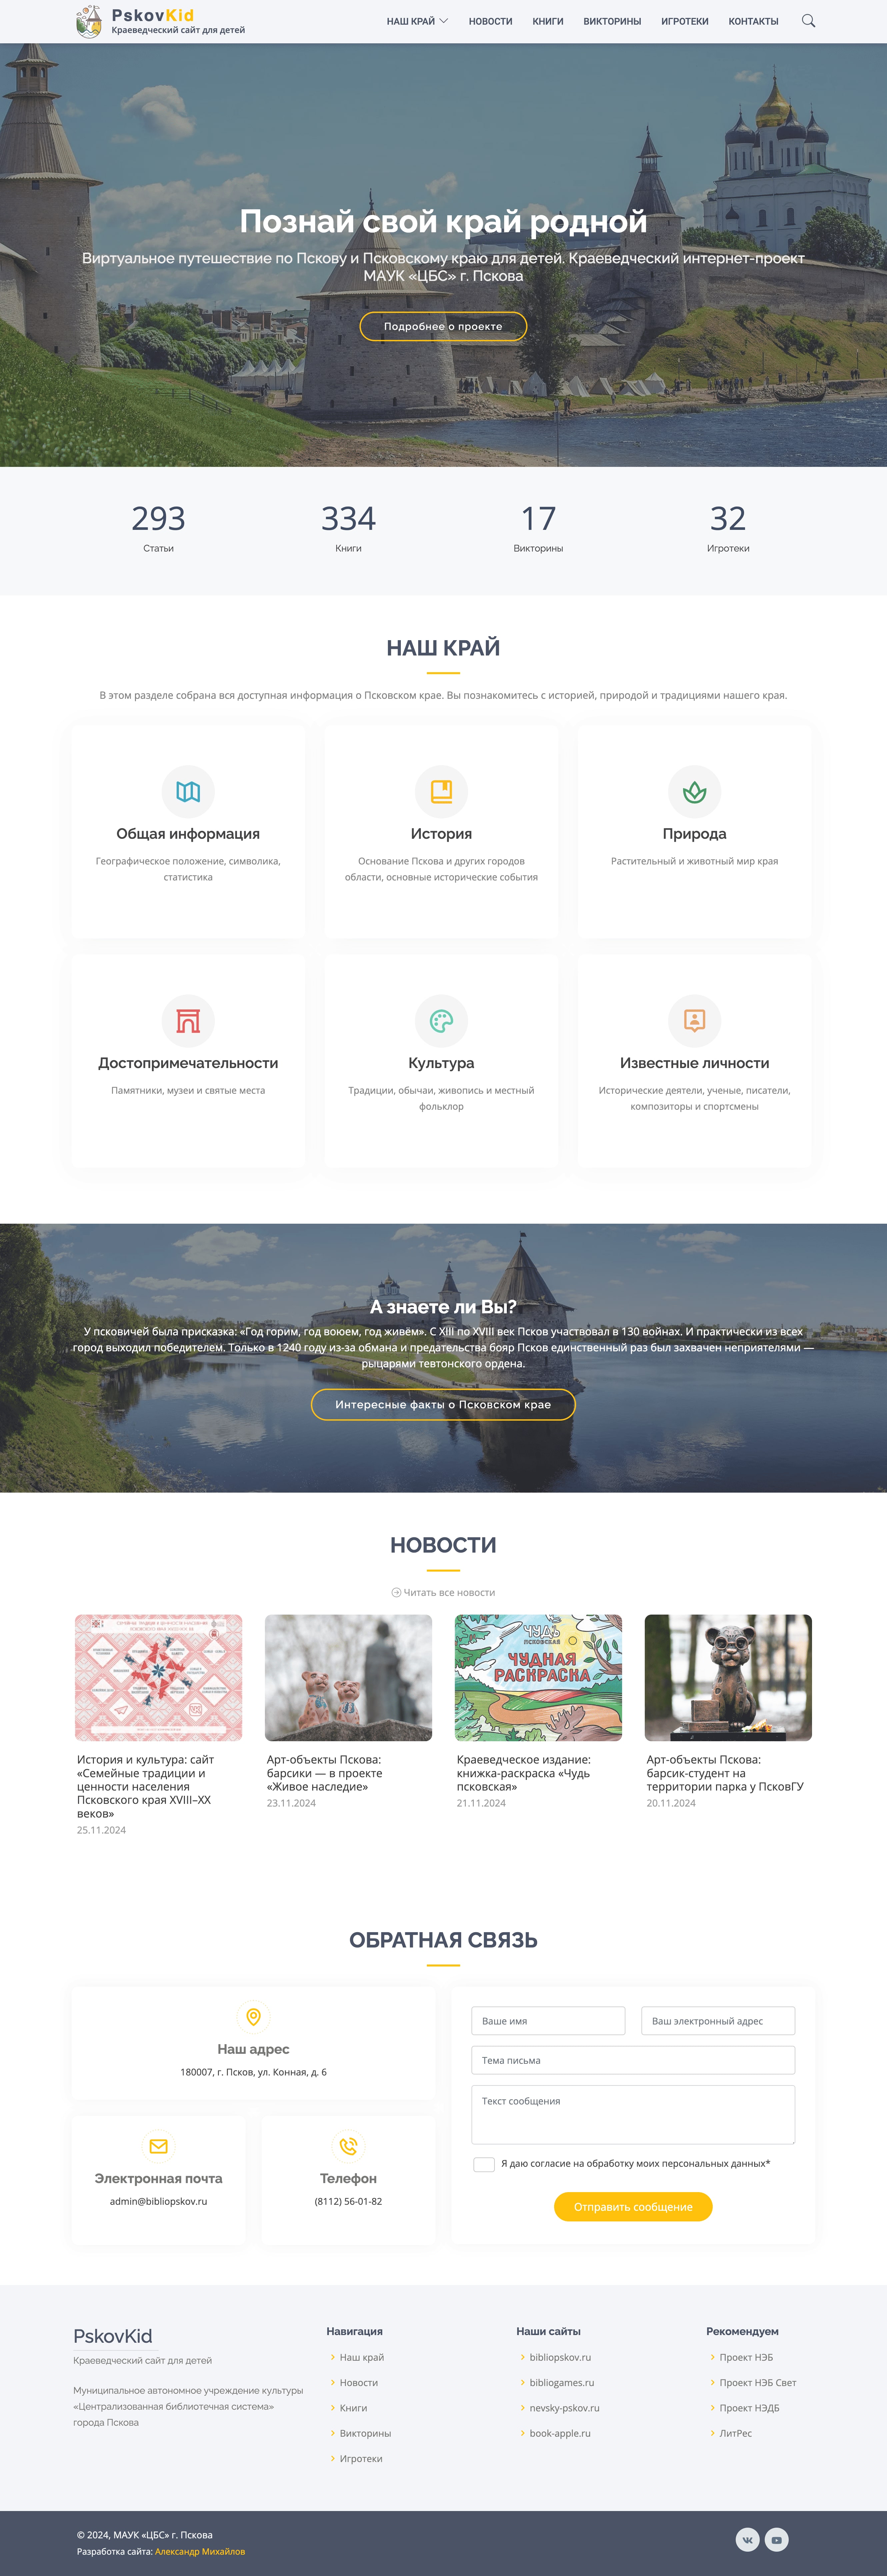 PskovKid
Краеведческий сайт для детей
НАШ КРАЙ НОВОСТИ КНИГИ ВИКТОРИНЫ ИГРОТЕКИ КОНТАКТЫ
Познай свой край родной
Виртуальное путешествие по Пскову и Псковскому краю для детей. Краеведческий интернет-проект
МАУК «ЦБС» г. Пскова
Подробнее о проекте
293 334 17 32
Статьи Книги Викторины Игротеки
НАШ КРАЙ
В этом разделе собрана вся доступная информация о Псковском крае. Вы познакомитесь с историей, природой и традициями нашего края.
Общая информация
Географическое положение, символика,
статистика
История
Основание Пскова и других городов
области, основные исторические события
Природа
Растительный и животный мир края
Достопримечательности
Памятники, музеи и святые места
Культура
Традиции, обычаи, живопись и местный
фольклор
Известные личности
Исторические деятели, ученые, писатели,
композиторы и спортсмены
А знаете ли Вы?
У псковичей была присказка: «Год горим, год воюем, год живём». С XIII по XVIII век Псков участвовал в 130 войнах. И практически из всех
город выходил победителем. Только в 1240 году из-за обмана и предательства бояр Псков единственный раз был захвачен неприятелями —
рыцарями тевтонского ордена.
Интересные факты о Псковском крае
НОВОСТИ
Читать все новости
История и культура: сайт
«Семейные традиции и
ценности населения
Псковского края XVIII–XX
веков»
25.11.2024
Арт-объекты Пскова:
барсики — в проекте
«Живое наследие»
23.11.2024
ЧУДЬ
ПСКОВСКАЯ
ЧУДНАЯ
РАСКРАСКА
Краеведческое издание:
книжка-раскраска «Чудь
псковская»
21.11.2024
Арт-объекты Пскова:
барсик-студент на
территории парка у ПсковГУ
20.11.2024
ОБРАТНАЯ СВЯЗЬ
Наш адрес
180007, г. Псков, ул. Конная, д. 6
Электронная почта
admin@bibliopskov.ru
Телефон
(8112) 56-01-82
Ваше имя
Ваш электронный адрес
Тема письма
Текст сообщения
Я даю согласие на обработку моих персональных данных*
Отправить сообщение
PskovKid
Краеведческий сайт для детей
Муниципальное автономное учреждение культуры
«Централизованная библиотечная система»
города Пскова
Навигация
Наш край
Новости
Книги
Викторины
Игротеки
Наши сайты
bibliopskov.ru
bibliogames.ru
nevsky-pskov.ru
book-apple.ru
Рекомендуем
Проект НЭБ
Проект НЭБ Свет
Проект НЭДБ
ЛитРес
© 2024, МАУК «ЦБС» г. Пскова
Разработка сайта: Александр Михайлов